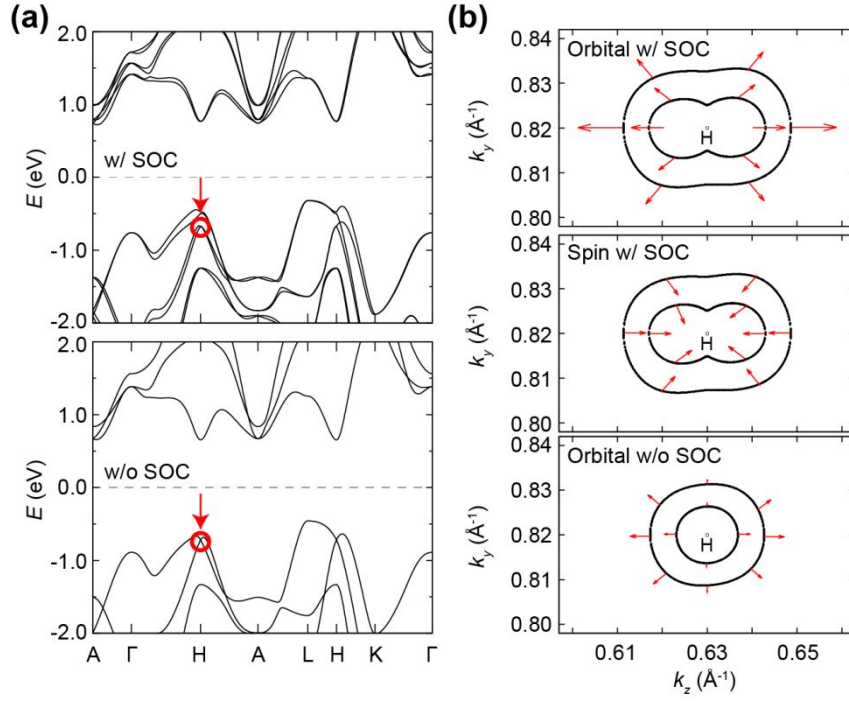 (a)
2.0
1.0
0.0
-1.0
-2.0
E (eV)
w/ SOC
2.0
1.0
0.0
-1.0
-2.0
E (eV)
w/o SOC
A Γ H A L H K Γ
(b)
Orbital w/ SOC
0.84
0.83
0.82
0.81
0.80
k_y (Å⁻¹)
H
Spin w/ SOC
0.84
0.83
0.82
0.81
0.80
k_y (Å⁻¹)
H
Orbital w/o SOC
0.84
0.83
0.82
0.81
0.80
k_y (Å⁻¹)
H
0.61 0.63 0.65
k_z (Å⁻¹)